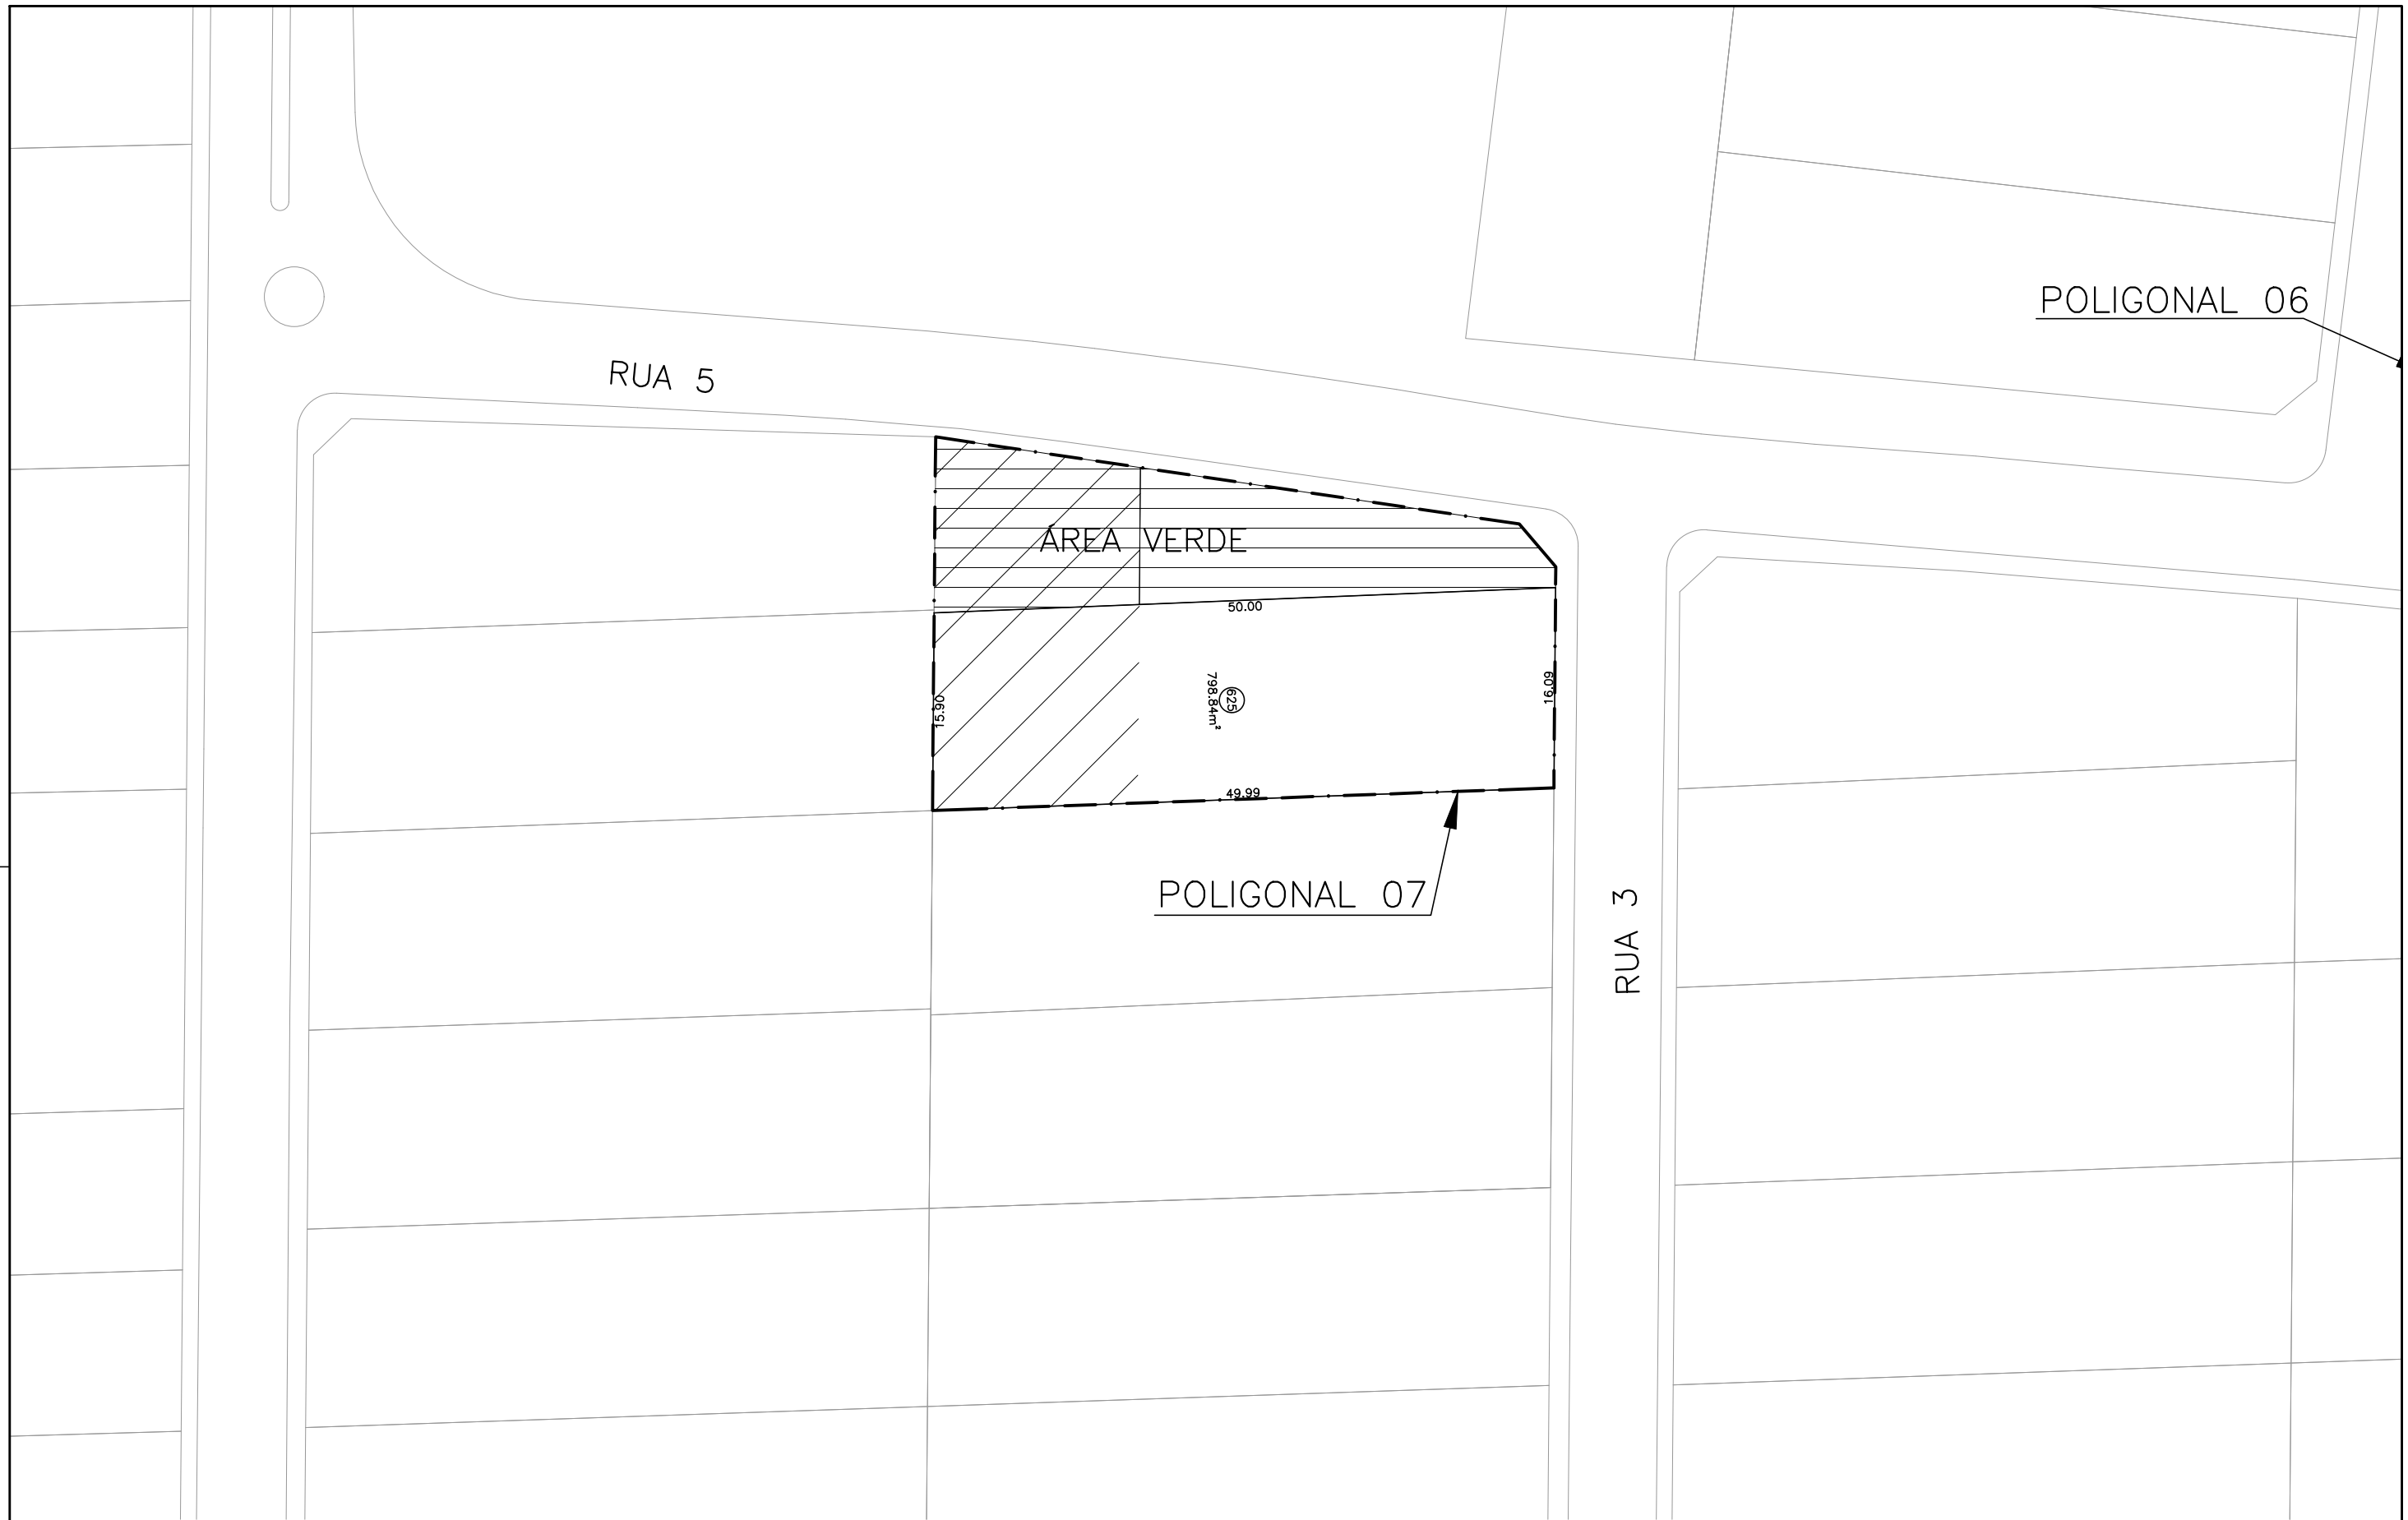 POLIGONAL 06
RUA 5
ÁREA VERDE
50.00
15.90
625
798.84m²
16.09
49.99
POLIGONAL 07
RUA 3